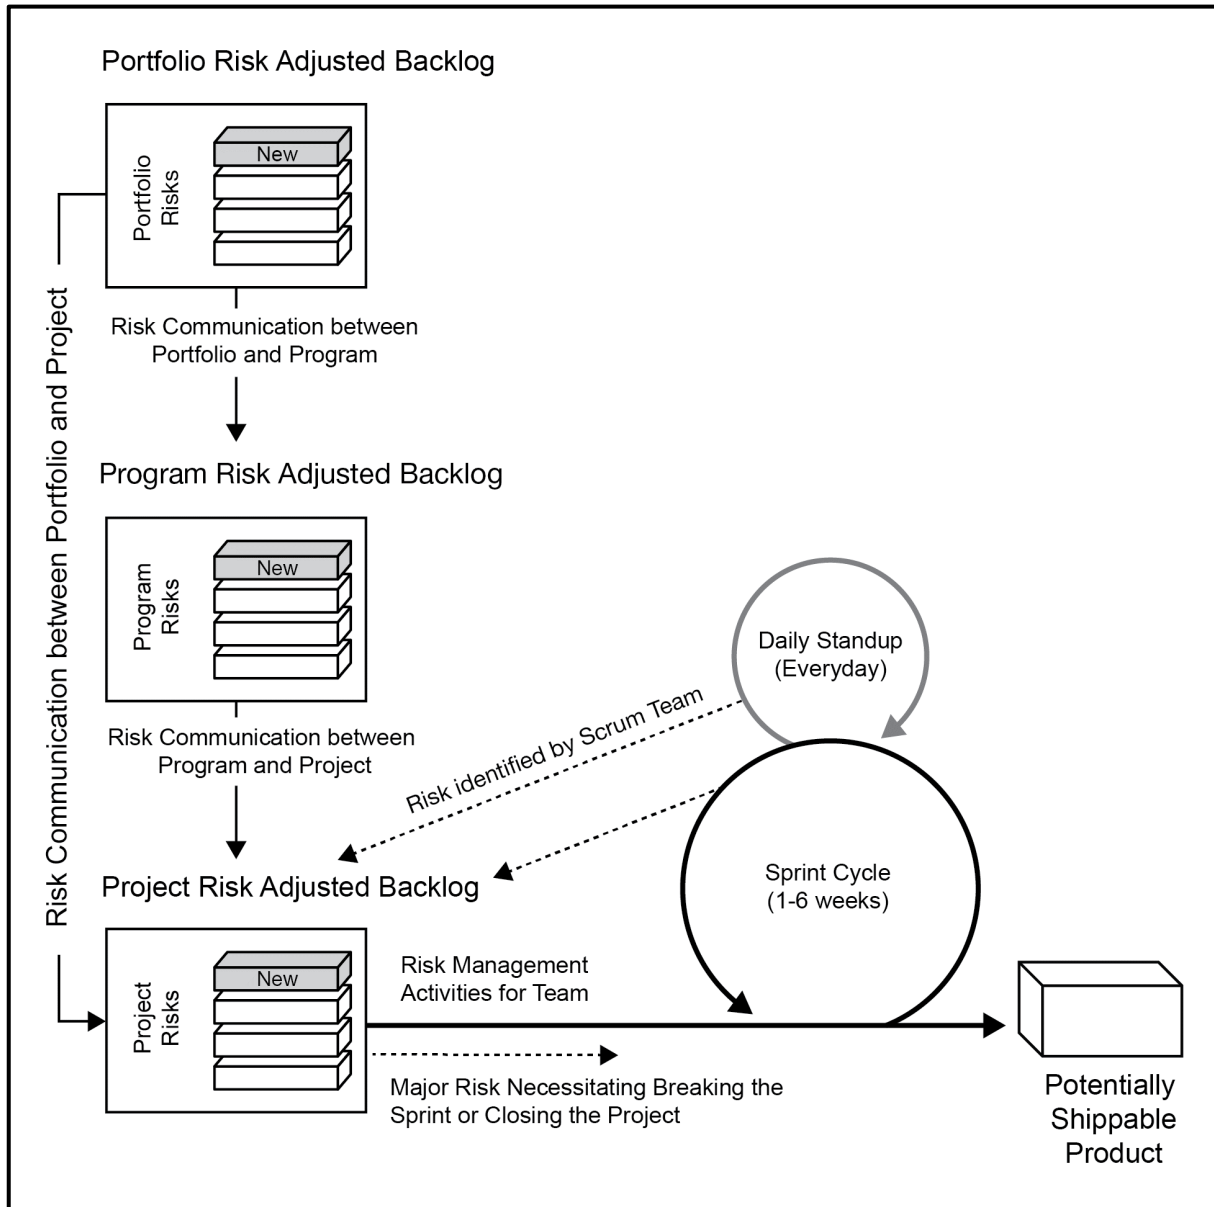 Portfolio Risk Adjusted Backlog
Portfolio
Risks
New
Risk Communication between
Portfolio and Program
Risk Communication between Portfolio and Project
Program Risk Adjusted Backlog
Program
Risks
New
Risk Communication between
Program and Project
Daily Standup
(Everyday)
Risk identified by Scrum Team
Sprint Cycle
(1-6 weeks)
Project Risk Adjusted Backlog
Project
Risks
New
Risk Management
Activities for Team
Major Risk Necessitating Breaking the
Sprint or Closing the Project
Potentially
Shippable
Product